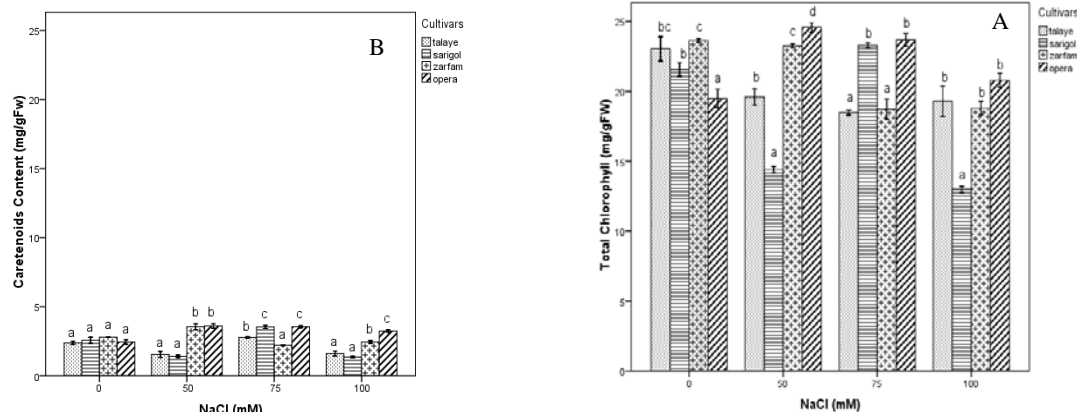 B
Cultivars
talaye
sarigol
zarfam
opera
Caretenoids Content (mg/gFw)
25
20
15
10
5
0
a a a a
a a b b
b c a c
a a b c
0 50 75 100
NaCl (mM)
A
Cultivars
talaye
sarigol
zarfam
opera
Total Chlorophyll (mg/gFW)
25
20
15
10
5
0
bc b c a
b a c d
a b a b
b a b b
0 50 75 100
NaCl (mM)